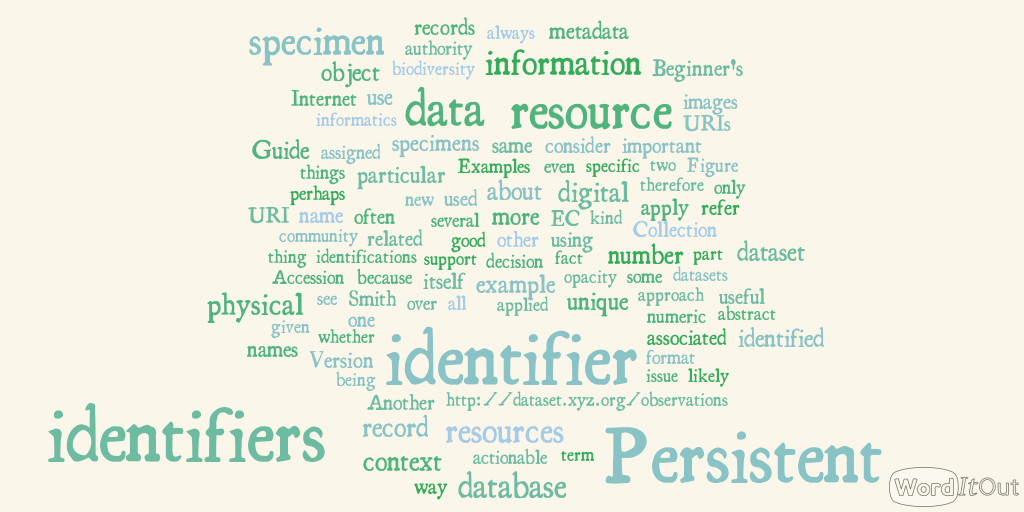 specimen records always metadata
authority
object biodiversity information Beginner's
Internet use data resource images
informatics URIs
Guide assigned specimens same consider important
things particular Examples even specific two Figure
perhaps new used about digital therefore only
URI name often several more EC kind apply refer
community related good other using Collection
thing identifications support decision fact number part dataset
Accession because itself example opacity some datasets
physical see Smith over all applied unique approach useful
given one numeric abstract
names whether identifier associated identified
Version format
being issue likely
Another http://dataset.xyz.org/observations
identifiers record resources Persistent
context actionable term
way database
WordItOut